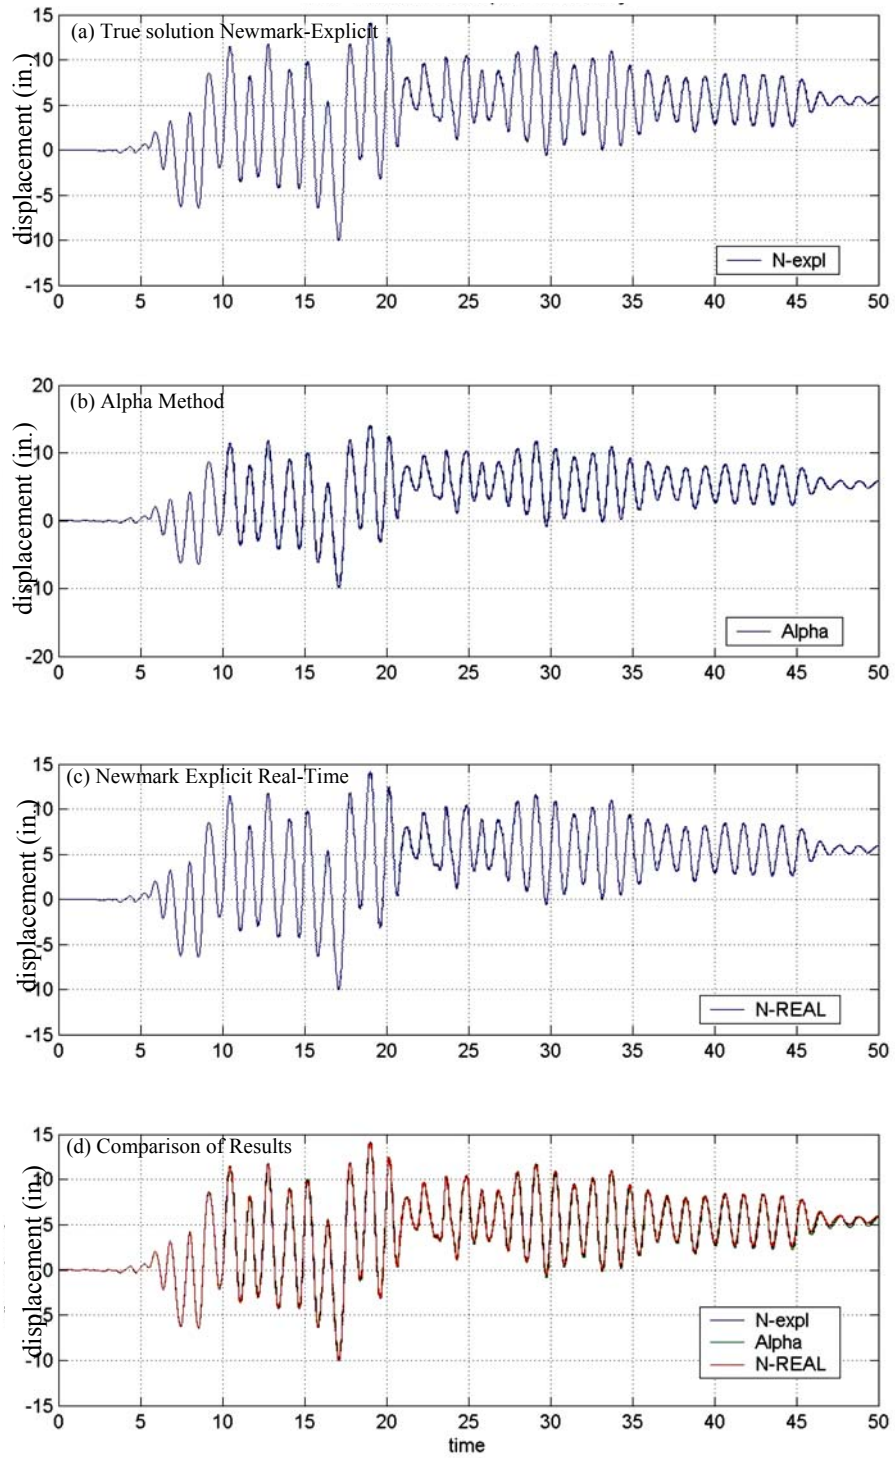 (a) True solution Newmark-Explicit
displacement (in.)
15
10
5
0
-5
-10
-15
0 5 10 15 20 25 30 35 40 45 50
N-expl
(b) Alpha Method
displacement (in.)
20
10
0
-10
-20
0 5 10 15 20 25 30 35 40 45 50
Alpha
(c) Newmark Explicit Real-Time
displacement (in.)
15
10
5
0
-5
-10
-15
0 5 10 15 20 25 30 35 40 45 50
N-REAL
(d) Comparison of Results
displacement (in.)
15
10
5
0
-5
-10
-15
0 5 10 15 20 25 30 35 40 45 50
N-expl
Alpha
N-REAL
time